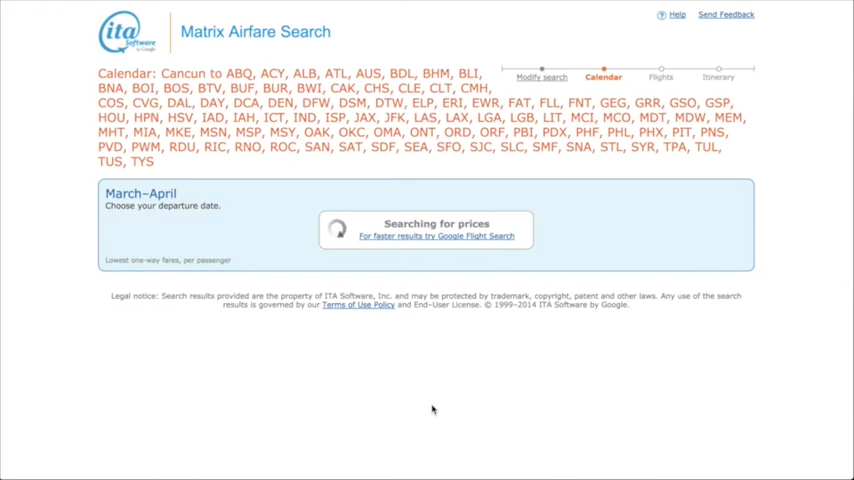 ita
Software
by Google
Matrix Airfare Search
Help
Send Feedback
Modify search
Calendar
Flights
Itinerary
Calendar: Cancun to ABQ, ACY, ALB, ATL, AUS, BDL, BHM, BLI,
BNA, BOI, BOS, BTV, BUF, BUR, BWI, CAK, CHS, CLE, CLT, CMH,
COS, CVG, DAL, DAY, DCA, DEN, DFW, DSM, DTW, ELP, ERI, EWR, FAT, FLL, FNT, GEG, GRR, GSO, GSP,
HOU, HPN, HSV, IAD, IAH, ICT, IND, ISP, JAX, JFK, LAS, LAX, LGA, LGB, LIT, MCI, MCO, MDT, MDW, MEM,
MHT, MIA, MKE, MSN, MSP, MSY, OAK, OKC, OMA, ONT, ORD, ORF, PBI, PDX, PHF, PHL, PHX, PIT, PNS,
PVD, PWM, RDU, RIC, RNO, ROC, SAN, SAT, SDF, SEA, SFO, SJC, SLC, SMF, SNA, STL, SYR, TPA, TUL,
TUS, TYS
March–April
Choose your departure date.
Searching for prices
For faster results try Google Flight Search
Lowest one-way fares, per passenger
Legal notice: Search results provided are the property of ITA Software, Inc. and may be protected by trademark, copyright, patent and other laws. Any use of the search
results is governed by our Terms of Use Policy and End-User License. © 1999-2014 ITA Software by Google.